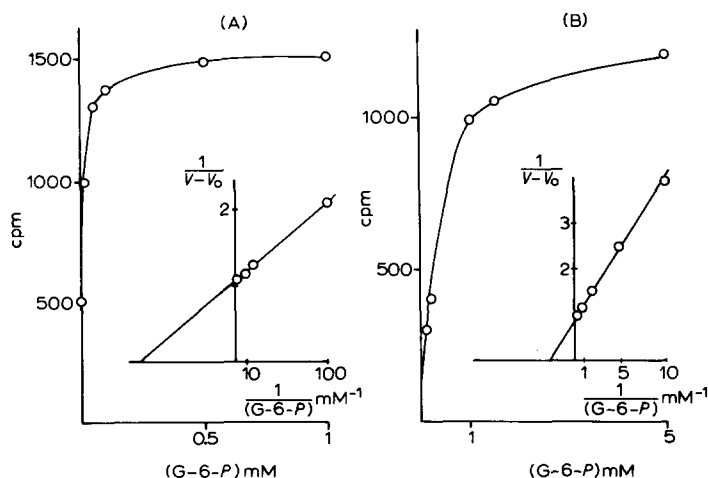 (A)
1500
1000
500
cpm
1
V-V₀
2
10
100
1
(G-6-P)
mM⁻¹
0.5
1
(G-6-P) mM
(B)
1000
500
cpm
1
V-V₀
3
2
1
5
10
1
(G-6-P)
mM⁻¹
1
5
(G-6-P) mM